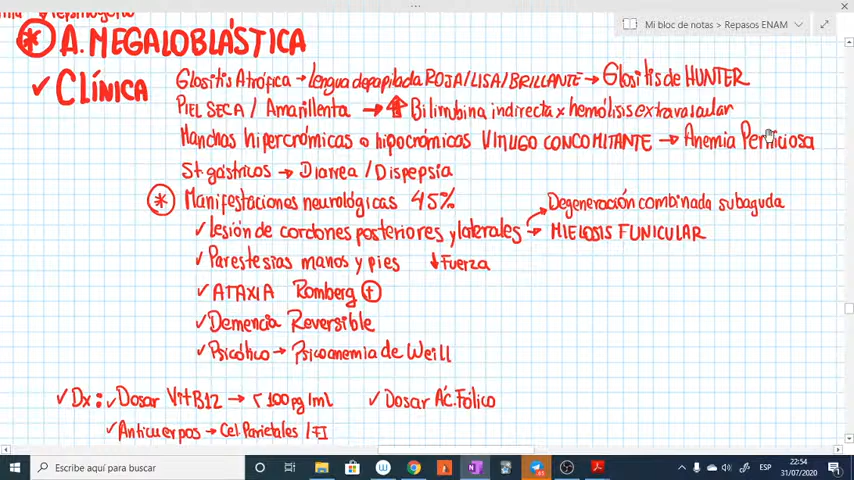 Mi bloc de notas > Repasos ENAM
* A. MEGALOBLÁSTICA
✓ CLÍNICA
Glositis Atrófica → Lengua depapilada ROJA/LISA/BRILLANTE → Glositis de HUNTER
PIEL SECA / Amarillenta → ↑ Bilirrubina indirecta x hemólisis extravascular
Manchas hipercrómicas o hipocrómicas VITILIGO CONCOMITANTE → Anemia Perniciosa
St gástricos → Diarrea / Dispepsia
* Manifestaciones neurológicas 45%
✓ Lesión de cordones posteriores y laterales → Degeneración combinada subaguda
→ MIELOSIS FUNICULAR
✓ Parestesias manos y pies ↓ Fuerza
✓ ATAXIA Romberg (+)
✓ Demencia Reversible
✓ Psicótico → Psicoanemia de Weill
✓ Dx: ✓ Dosar Vit B12 → < 100 pg/ml ✓ Dosar Ác. Fólico
✓ Anticuerpos → Cel. Parietales / FI
Escribe aquí para buscar
ESP
22:54
31/07/2020